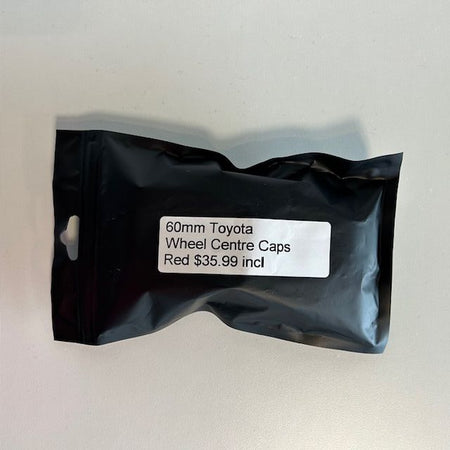 60mm Toyota
Wheel Centre Caps
Red $35.99 incl